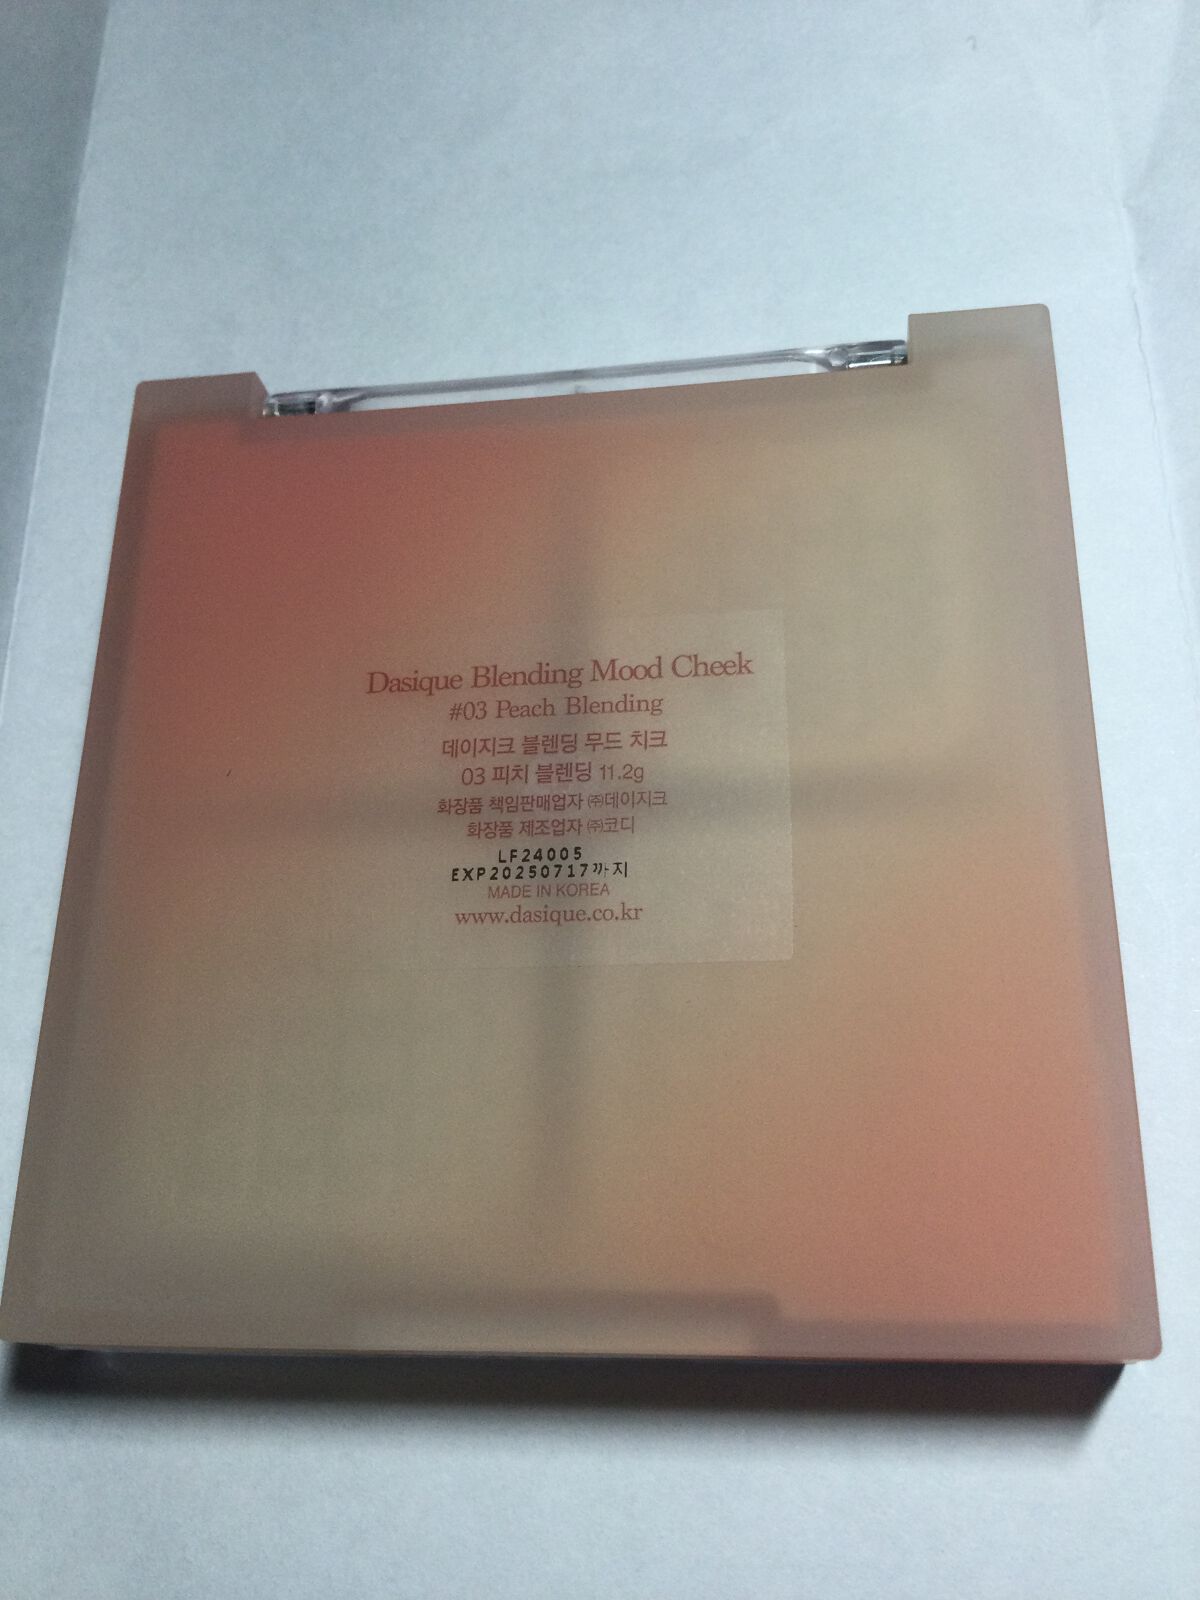 Dasique Blending Mood Cheek
#03 Peach Blending
데이지크 블렌딩 무드 치크
03 피치 블렌딩 11.2g
화장품 책임판매업자 ㈜데이지크
화장품 제조업자 ㈜코디
LF24005
EXP20250717까지
MADE IN KOREA
www.dasique.co.kr